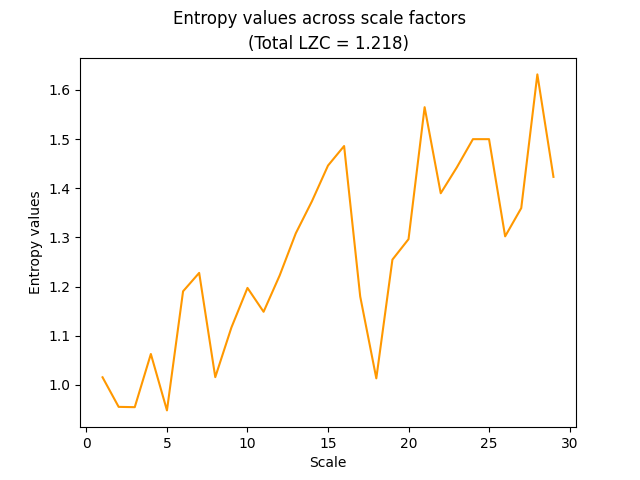 Entropy values across scale factors
(Total LZC = 1.218)
1.6
1.5
1.4
1.3
1.2
1.1
1.0
Entropy values
0 5 10 15 20 25 30
Scale